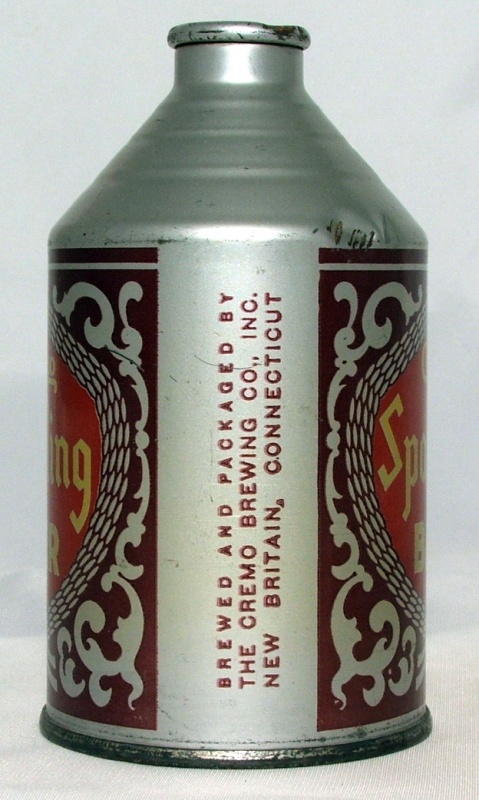 BREWED AND PACKAGED BY
THE CREMO BREWING CO., INC.
NEW BRITAIN, CONNECTICUT